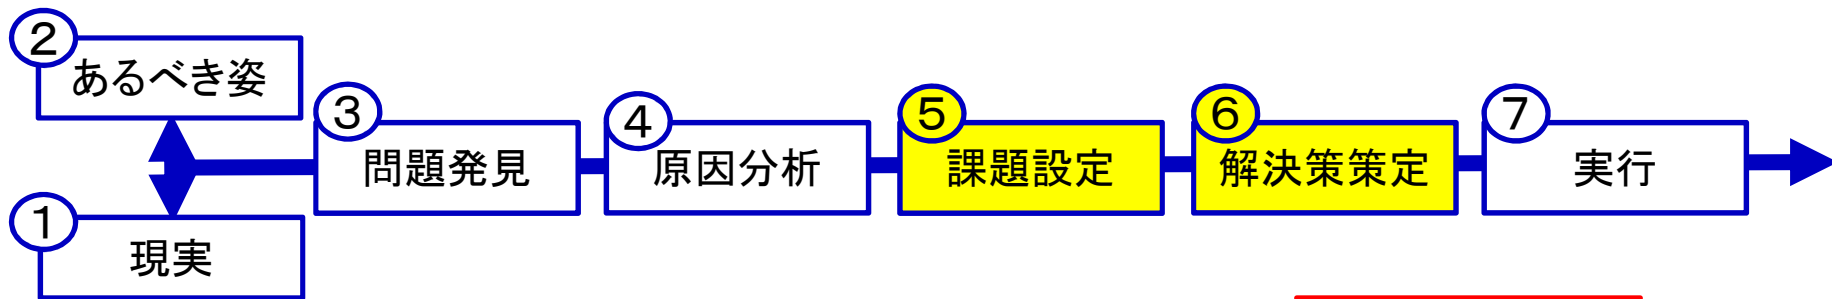 ②
あるべき姿
①
現実
③
問題発見
④
原因分析
⑤
課題設定
⑥
解決策策定
⑦
実行